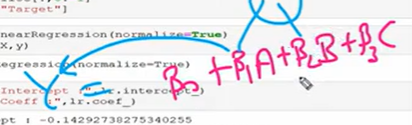 "Target"]
nearRegression(normalize=True)
X,y)
egression(normalize=True)
Y = β₀ + β₁A + β₂B + β₃C
Intercept :",lr.intercept_)
Coeff :",lr.coef_)
pt : -0.14292738275340255